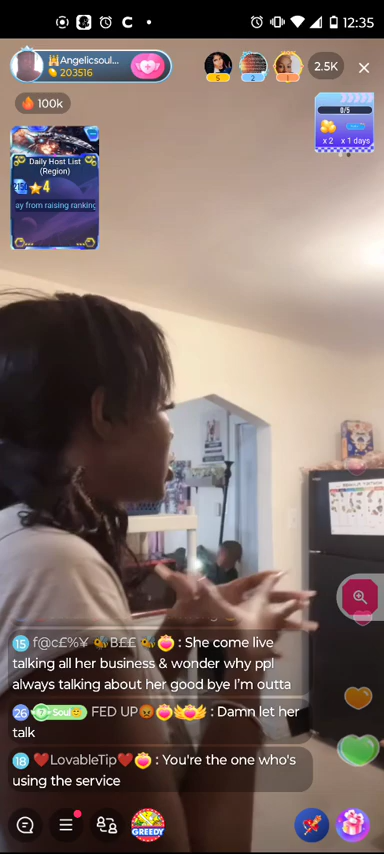 12:35
Angelicsoul...
203516
5
2
1
2.5K
100k
0/5
x 2 x 1 days
Daily Host List
(Region)
4
ay from raising ranking
15 f@c£%¥ B££ : She come live
talking all her business & wonder why ppl
always talking about her good bye I'm outta
26 Soul FED UP : Damn let her
talk
18 LovableTip : You're the one who's
using the service
GREEDY